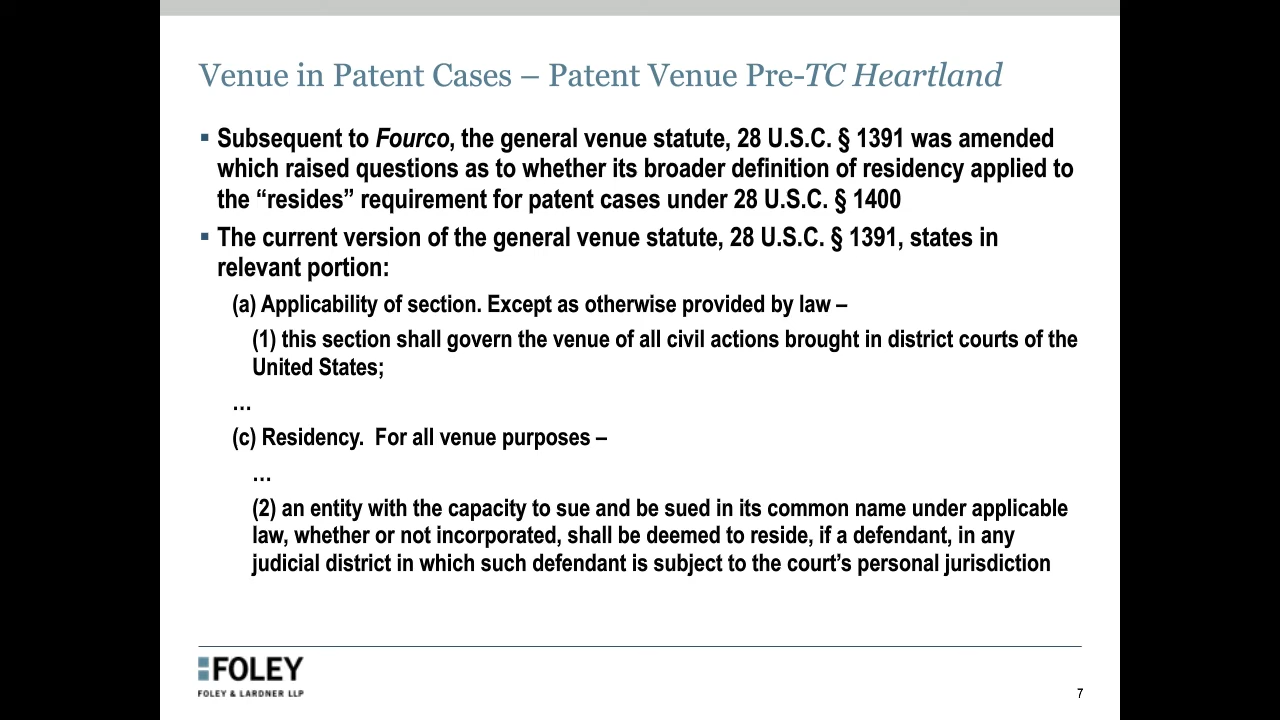 Venue in Patent Cases – Patent Venue Pre-TC Heartland
▪ Subsequent to Fourco, the general venue statute, 28 U.S.C. § 1391 was amended
which raised questions as to whether its broader definition of residency applied to
the “resides” requirement for patent cases under 28 U.S.C. § 1400
▪ The current version of the general venue statute, 28 U.S.C. § 1391, states in
relevant portion:
(a) Applicability of section. Except as otherwise provided by law –
(1) this section shall govern the venue of all civil actions brought in district courts of the
United States;
…
(c) Residency.  For all venue purposes –
…
(2) an entity with the capacity to sue and be sued in its common name under applicable
law, whether or not incorporated, shall be deemed to reside, if a defendant, in any
judicial district in which such defendant is subject to the court’s personal jurisdiction
FOLEY
FOLEY & LARDNER LLP
7